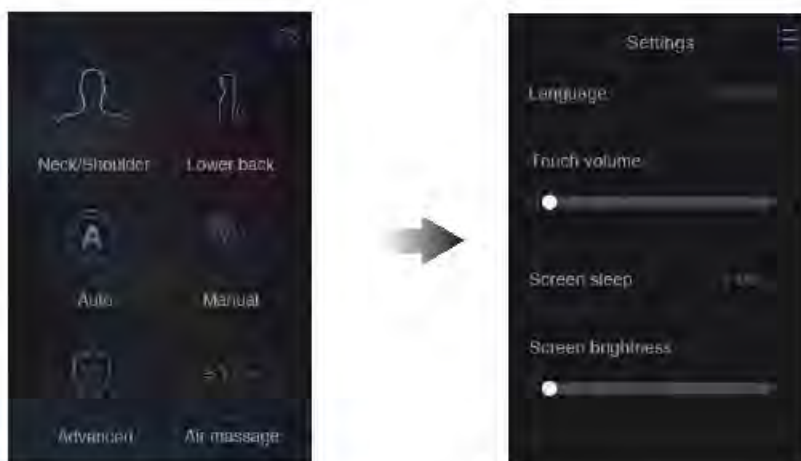 Neck/Shoulder Lower back
A
Auto Manual
Advanced Air massage
Settings
Language
Touch volume
Screen sleep
Screen brightness